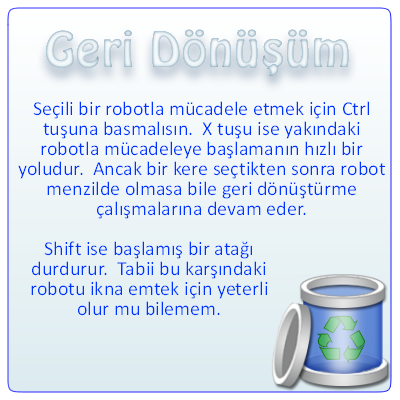 Geri Dönüşüm
Seçili bir robotla mücadele etmek için Ctrl
tuşuna basmalısın. X tuşu ise yakındaki
robotla mücadeleye başlamanın hızlı bir
yoludur. Ancak bir kere seçtikten sonra robot
menzilde olmasa bile geri dönüştürme
çalışmalarına devam eder.
Shift ise başlamış bir atağı
durdurur. Tabii bu karşındaki
robotu ikna emtek için yeterli
olur mu bilemem.